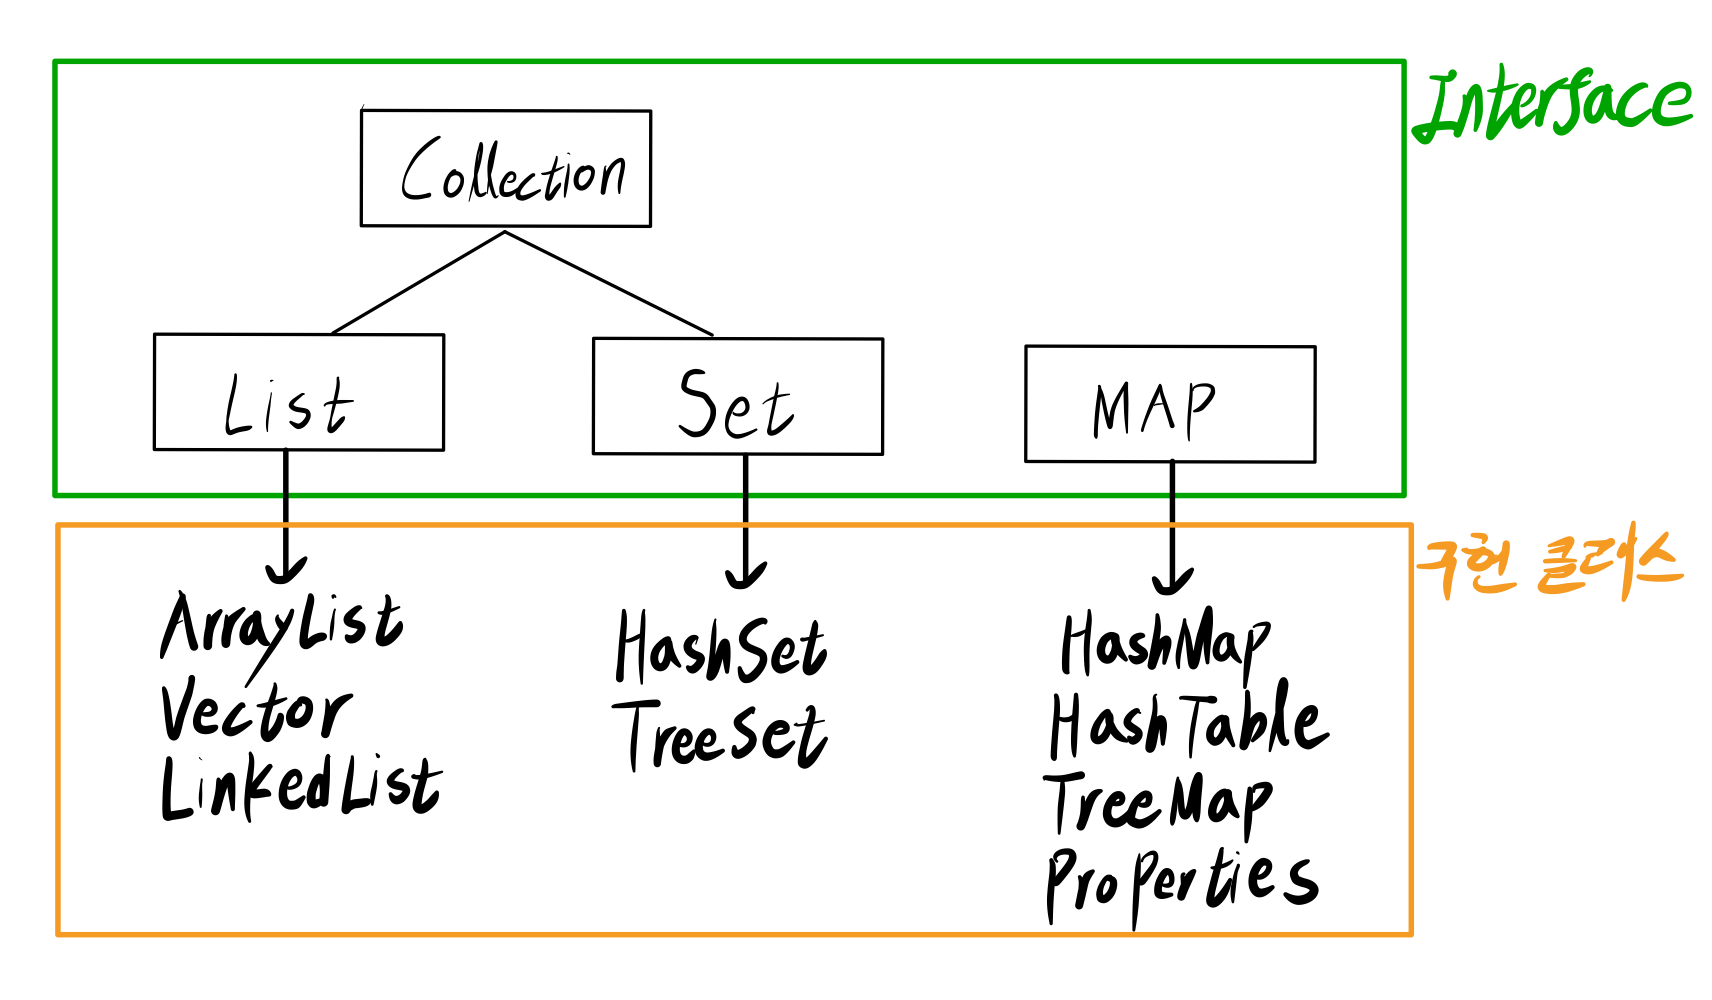 Interface
Collection
List
Set
MAP
구현 클래스
ArrayList
Vector
LinkedList
HashSet
TreeSet
HashMap
HashTable
TreeMap
Properties